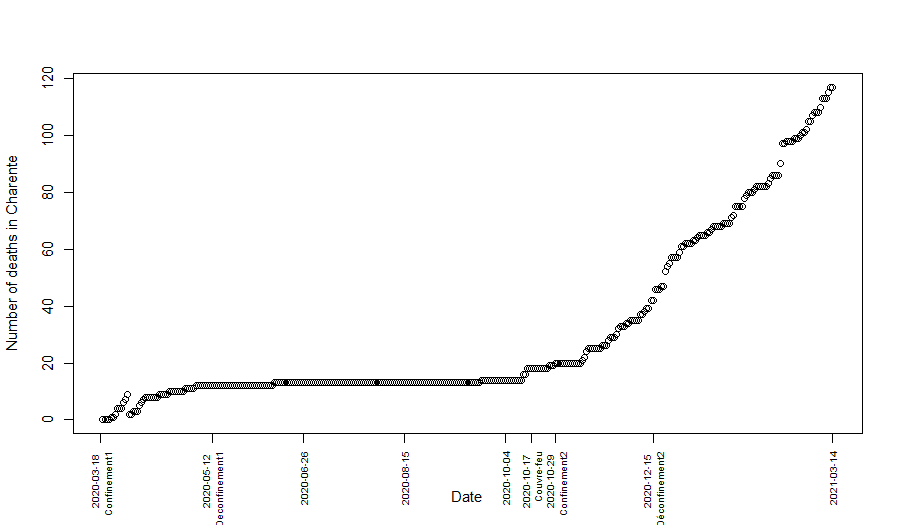 Number of deaths in Charente
120
100
80
60
40
20
0
2020-03-18
Confinement1
2020-05-12
Deconfinement1
2020-06-26
2020-08-15
2020-10-04
2020-10-17
Couvre-feu
2020-10-29
Confinement2
2020-12-15
Déconfinement2
2021-03-14
Date